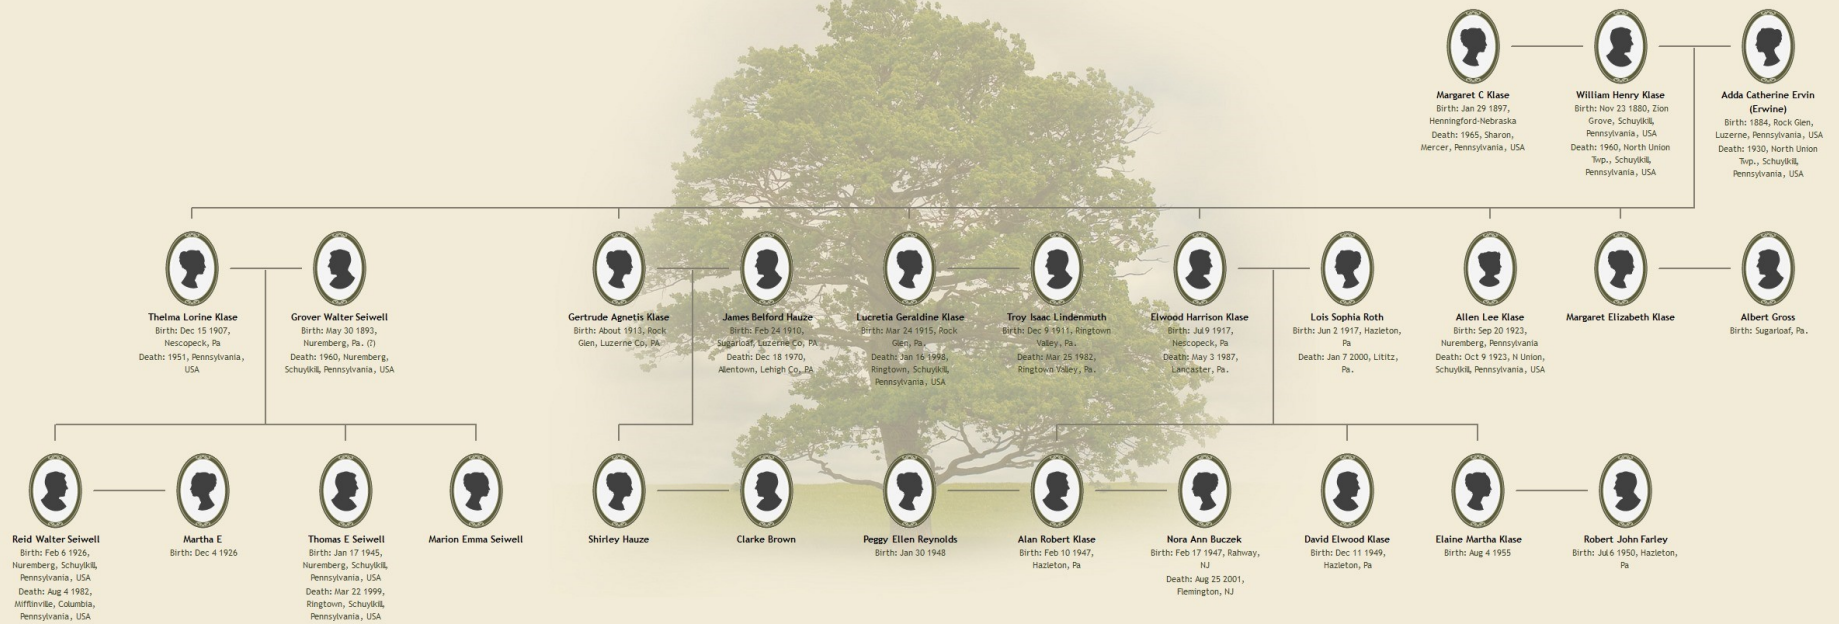 Margaret C Klase
Birth: Jan 29 1897,
Henningford-Nebraska
Death: 1965, Sharon,
Mercer, Pennsylvania, USA
William Henry Klase
Birth: Nov 23 1880, Zion
Grove, Schuylkill,
Pennsylvania, USA
Death: 1960, North Union
Twp., Schuylkill,
Pennsylvania, USA
Adda Catherine Ervin
(Erwine)
Birth: 1884, Rock Glen,
Luzerne, Pennsylvania, USA
Death: 1930, North Union
Twp., Schuylkill,
Pennsylvania, USA
Thelma Lorine Klase
Birth: Dec 15 1907,
Nescopeck, Pa
Death: 1951, Pennsylvania,
USA
Grover Walter Seiwell
Birth: May 30 1893,
Nuremberg, Pa. (?)
Death: 1960, Nuremberg,
Schuylkill, Pennsylvania, USA
Gertrude Agnetis Klase
Birth: About 1913, Rock
Glen, Luzerne Co, PA
James Belford Hauze
Birth: Feb 24 1910,
Sugarloaf, Luzerne Co, PA
Death: Dec 18 1970,
Allentown, Lehigh Co, PA
Lucretia Geraldine Klase
Birth: Mar 24 1915, Rock
Glen, Pa.
Death: Jan 16 1998,
Ringtown, Schuylkill,
Pennsylvania, USA
Troy Isaac Lindenmuth
Birth: Dec 9 1911, Ringtown
Valley, Pa.
Death: Mar 25 1982,
Ringtown Valley, Pa.
Elwood Harrison Klase
Birth: Jul 9 1917,
Nescopeck, Pa
Death: May 3 1987,
Lancaster, Pa.
Lois Sophia Roth
Birth: Jun 2 1917, Hazleton,
Pa
Death: Jan 7 2000, Lititz,
Pa.
Allen Lee Klase
Birth: Sep 20 1923,
Nuremberg, Pennsylvania
Death: Oct 9 1923, N Union,
Schuylkill, Pennsylvania, USA
Margaret Elizabeth Klase
Albert Gross
Birth: Sugarloaf, Pa.
Reid Walter Seiwell
Birth: Feb 6 1926,
Nuremberg, Schuylkill,
Pennsylvania, USA
Death: Aug 4 1982,
Mifflinville, Columbia,
Pennsylvania, USA
Martha E
Birth: Dec 4 1926
Thomas E Seiwell
Birth: Jan 17 1945,
Nuremberg, Schuylkill,
Pennsylvania, USA
Death: Mar 22 1999,
Ringtown, Schuylkill,
Pennsylvania, USA
Marion Emma Seiwell
Shirley Hauze
Clarke Brown
Peggy Ellen Reynolds
Birth: Jan 30 1948
Alan Robert Klase
Birth: Feb 10 1947,
Hazleton, Pa
Nora Ann Buczek
Birth: Feb 17 1947, Rahway,
NJ
Death: Aug 25 2001,
Flemington, NJ
David Elwood Klase
Birth: Dec 11 1949,
Hazleton, Pa
Elaine Martha Klase
Birth: Aug 4 1955
Robert John Farley
Birth: Jul 6 1950, Hazleton,
Pa